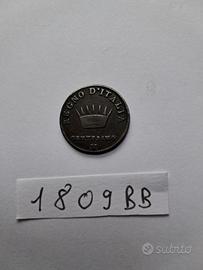 REGNO D'ITALIA
CENTESIMO
1809BB
subito